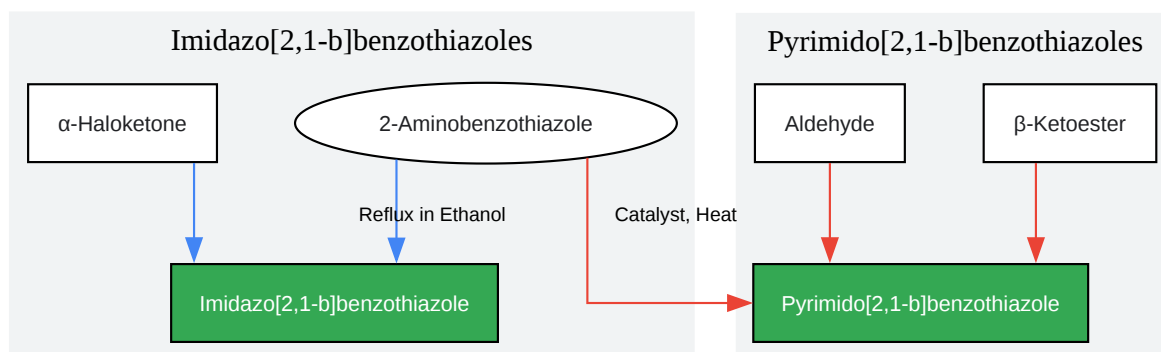 Imidazo[2,1-b]benzothiazoles
Pyrimido[2,1-b]benzothiazoles
α-Haloketone
2-Aminobenzothiazole
Aldehyde
β-Ketoester
Reflux in Ethanol
Catalyst, Heat
Imidazo[2,1-b]benzothiazole
Pyrimido[2,1-b]benzothiazole